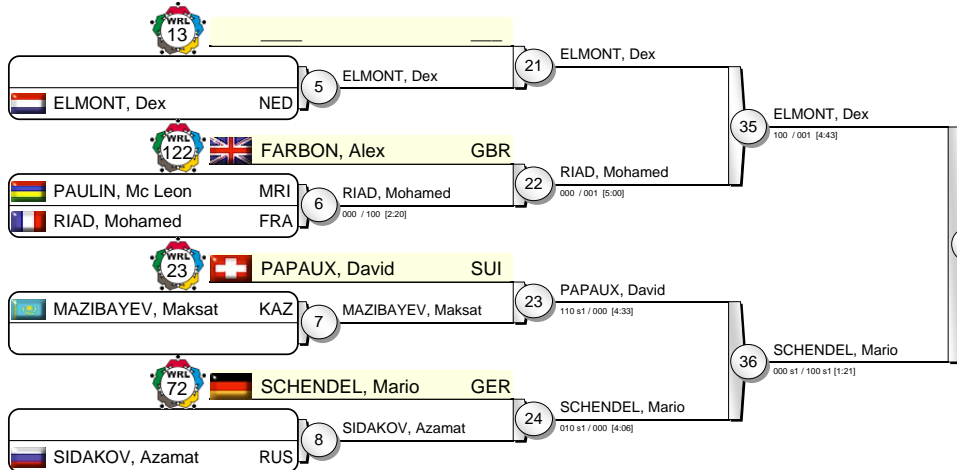 WRL
13
____ ___
21
ELMONT, Dex
ELMONT, Dex NED
5
ELMONT, Dex
35
ELMONT, Dex
100 / 001 [4:43]
WRL
122
FARBON, Alex GBR
22
RIAD, Mohamed
000 / 001 [5:00]
PAULIN, Mc Leon MRI
RIAD, Mohamed FRA
6
RIAD, Mohamed
000 / 100 [2:20]
WRL
23
PAPAUX, David SUI
23
PAPAUX, David
110 s1 / 000 [4:33]
MAZIBAYEV, Maksat KAZ
7
MAZIBAYEV, Maksat
36
SCHENDEL, Mario
000 s1 / 100 s1 [1:21]
WRL
72
SCHENDEL, Mario GER
24
SCHENDEL, Mario
010 s1 / 000 [4:06]
8
SIDAKOV, Azamat
SIDAKOV, Azamat RUS